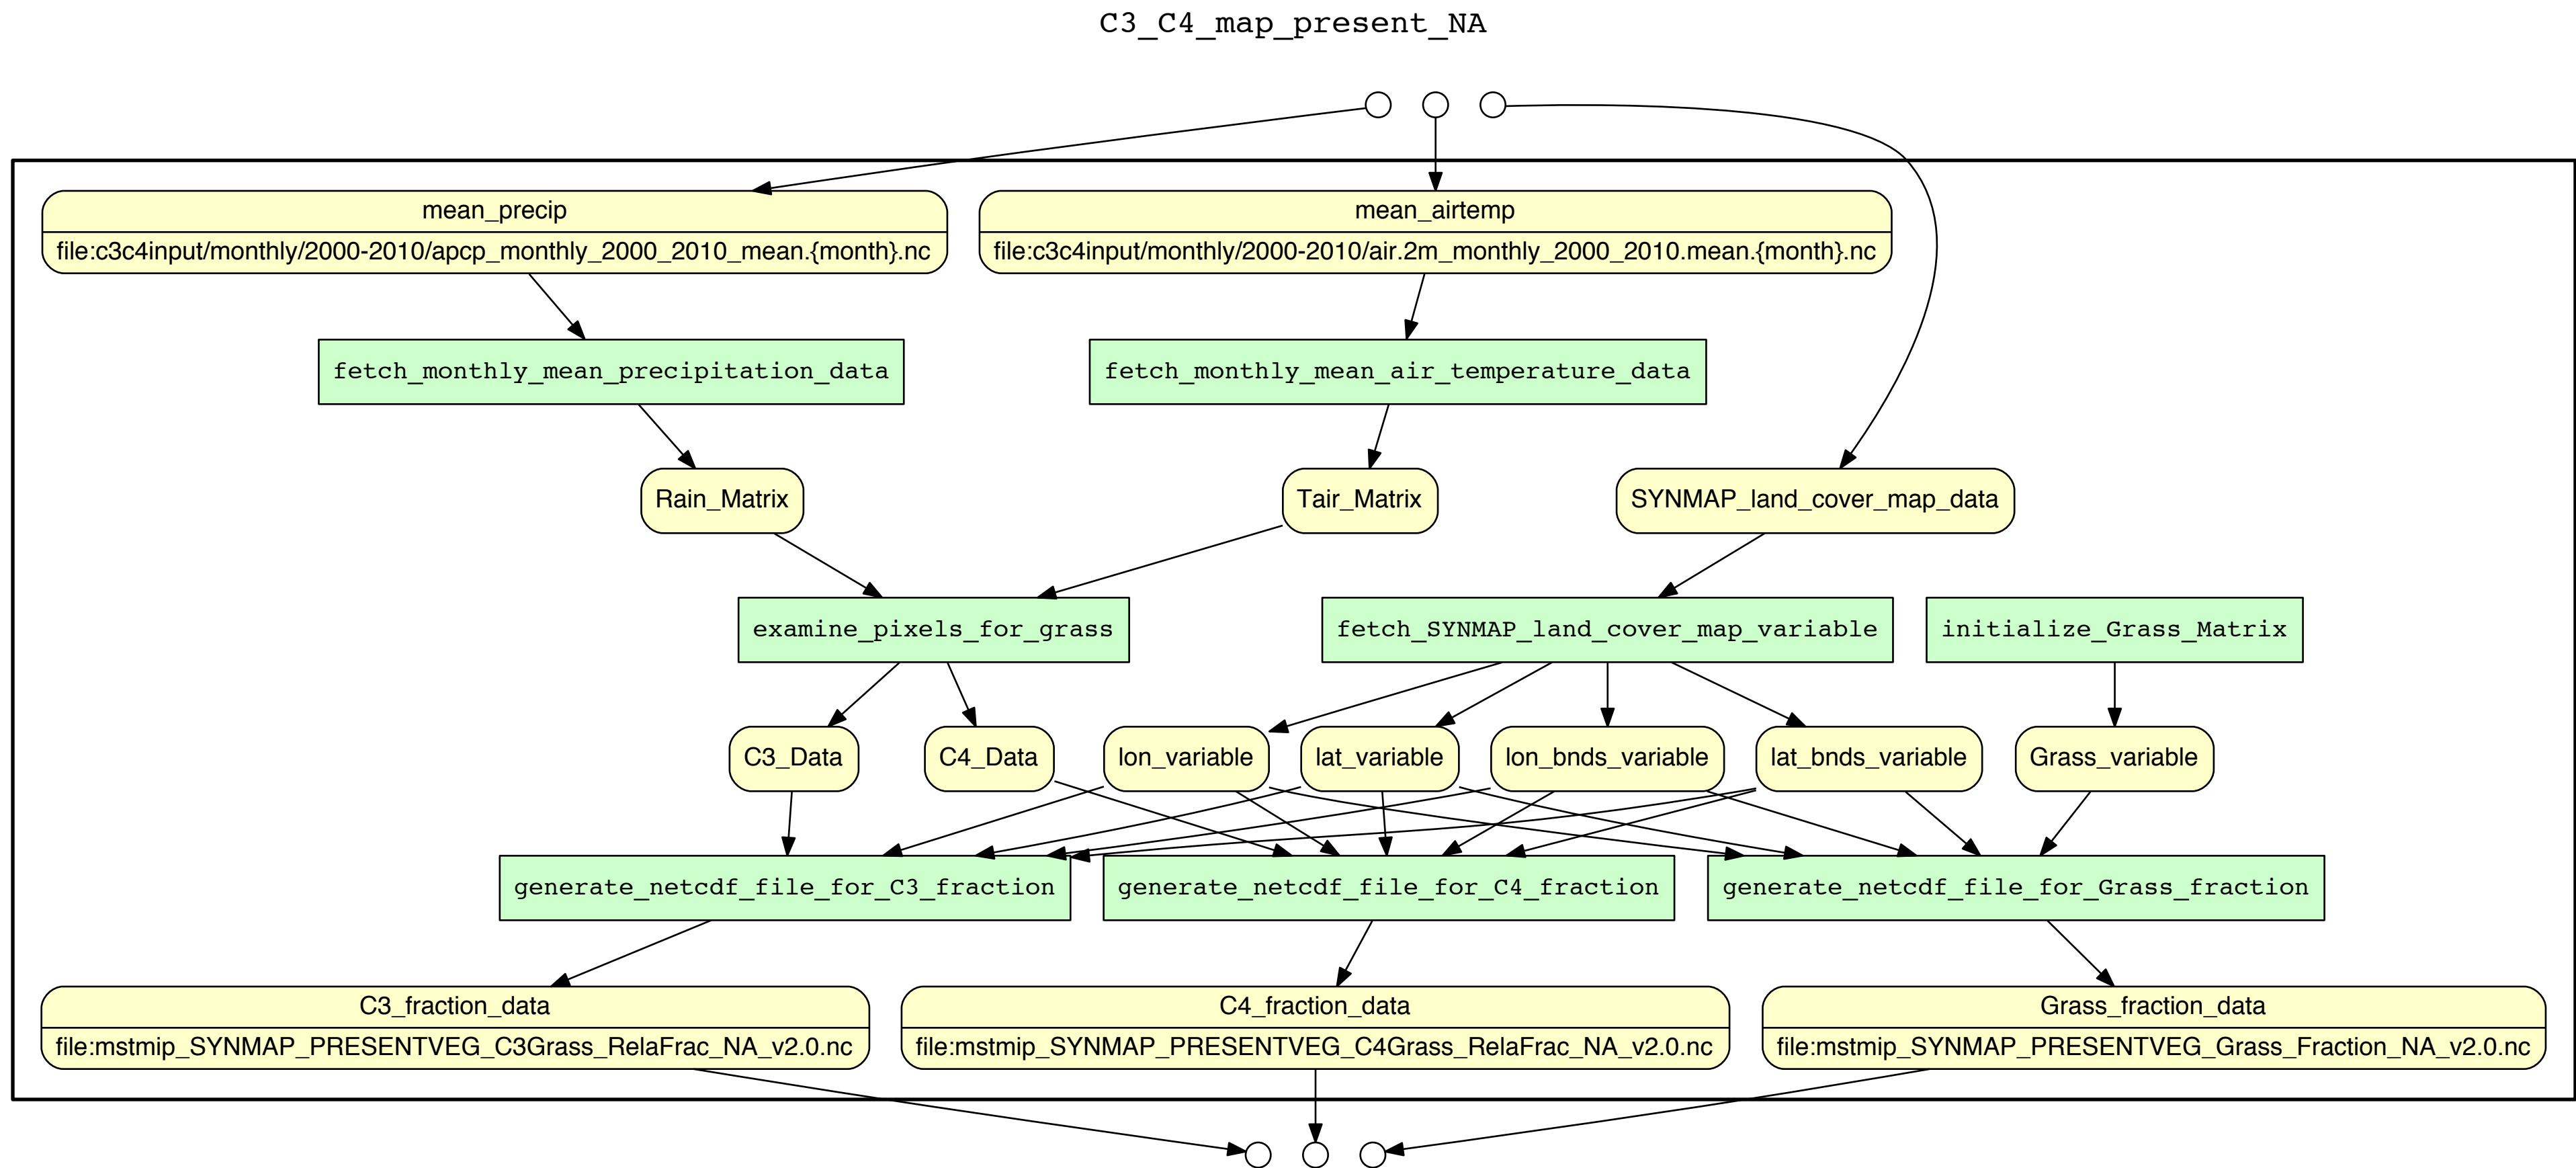 C3_C4_map_present_NA
mean_precip
file:c3c4input/monthly/2000-2010/apcp_monthly_2000_2010_mean.{month}.nc
mean_airtemp
file:c3c4input/monthly/2000-2010/air.2m_monthly_2000_2010.mean.{month}.nc
fetch_monthly_mean_precipitation_data
fetch_monthly_mean_air_temperature_data
Rain_Matrix
Tair_Matrix
SYNMAP_land_cover_map_data
examine_pixels_for_grass
fetch_SYNMAP_land_cover_map_variable
initialize_Grass_Matrix
C3_Data
C4_Data
lon_variable
lat_variable
lon_bnds_variable
lat_bnds_variable
Grass_variable
generate_netcdf_file_for_C3_fraction
generate_netcdf_file_for_C4_fraction
generate_netcdf_file_for_Grass_fraction
C3_fraction_data
file:mstmip_SYNMAP_PRESENTVEG_C3Grass_RelaFrac_NA_v2.0.nc
C4_fraction_data
file:mstmip_SYNMAP_PRESENTVEG_C4Grass_RelaFrac_NA_v2.0.nc
Grass_fraction_data
file:mstmip_SYNMAP_PRESENTVEG_Grass_Fraction_NA_v2.0.nc